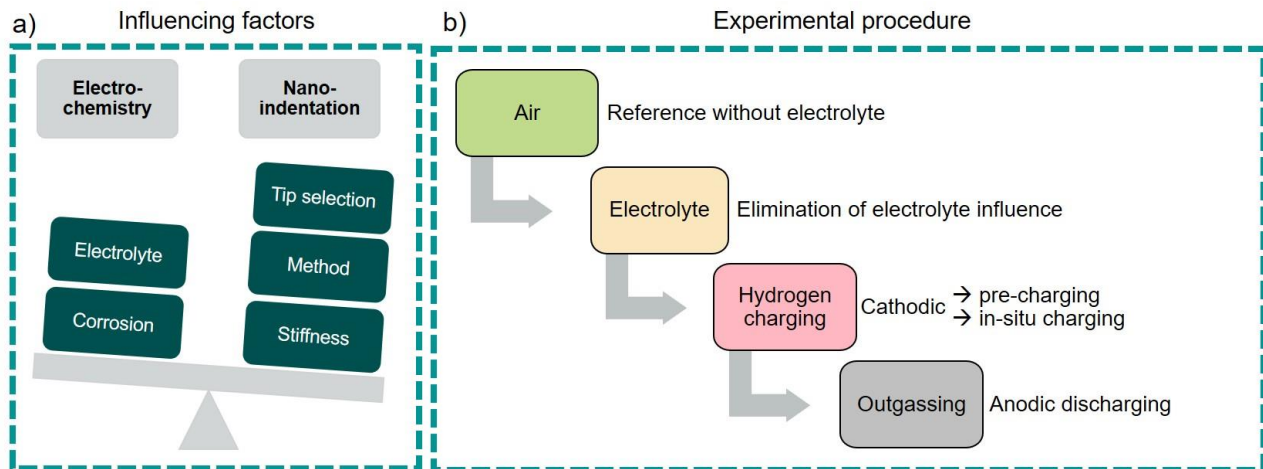 a)
Influencing factors
Electro-
chemistry
Nano-
indentation
Tip selection
Electrolyte
Method
Corrosion
Stiffness
b)
Experimental procedure
Air
Reference without electrolyte
Electrolyte
Elimination of electrolyte influence
Hydrogen
charging
Cathodic
→ pre-charging
→ in-situ charging
Outgassing
Anodic discharging